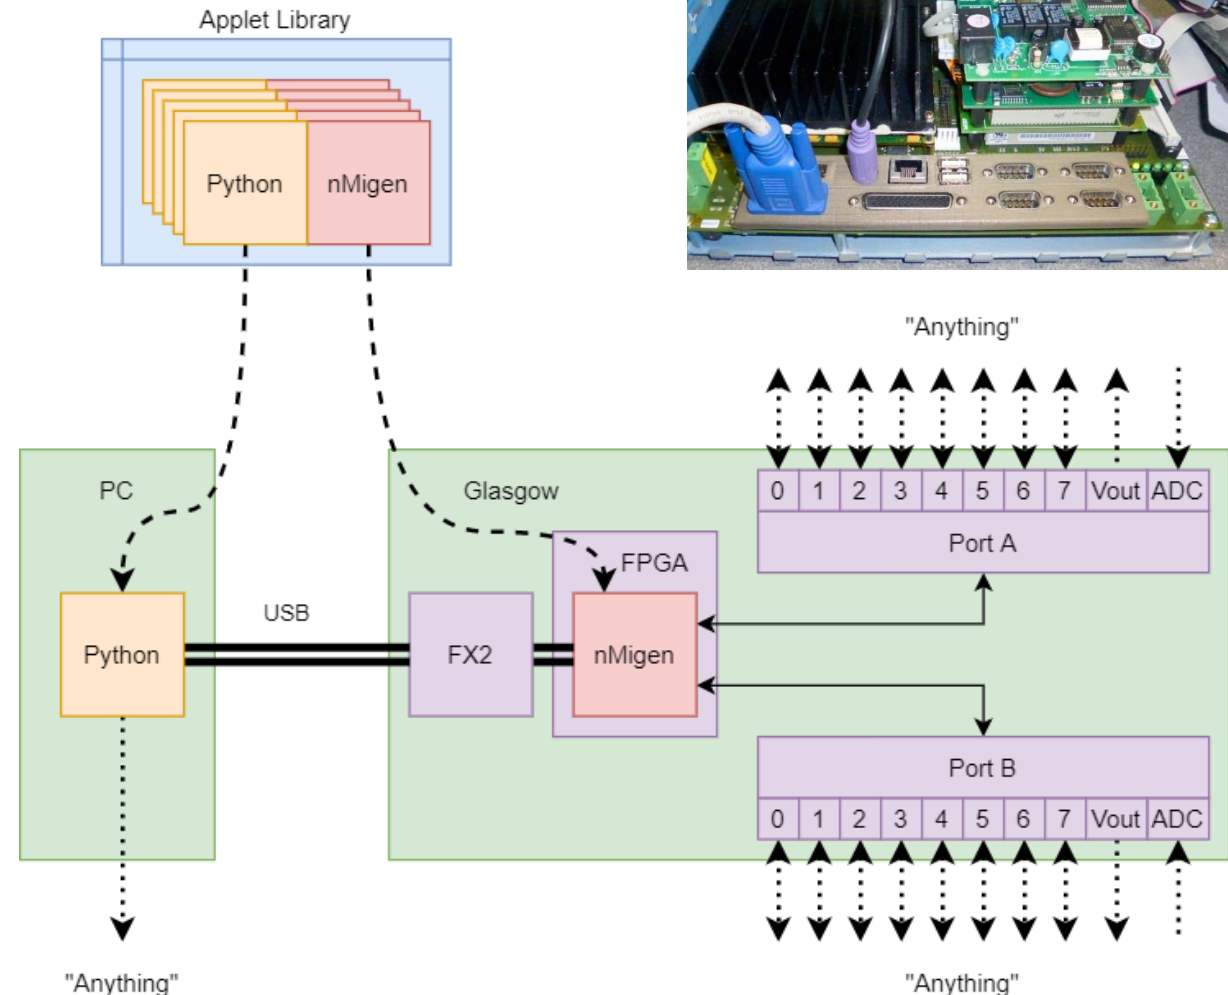 Applet Library
Python
nMigen
"Anything"
PC
Glasgow
0 1 2 3 4 5 6 7 Vout ADC
Port A
FPGA
USB
Python
FX2
nMigen
Port B
0 1 2 3 4 5 6 7 Vout ADC
"Anything"
"Anything"